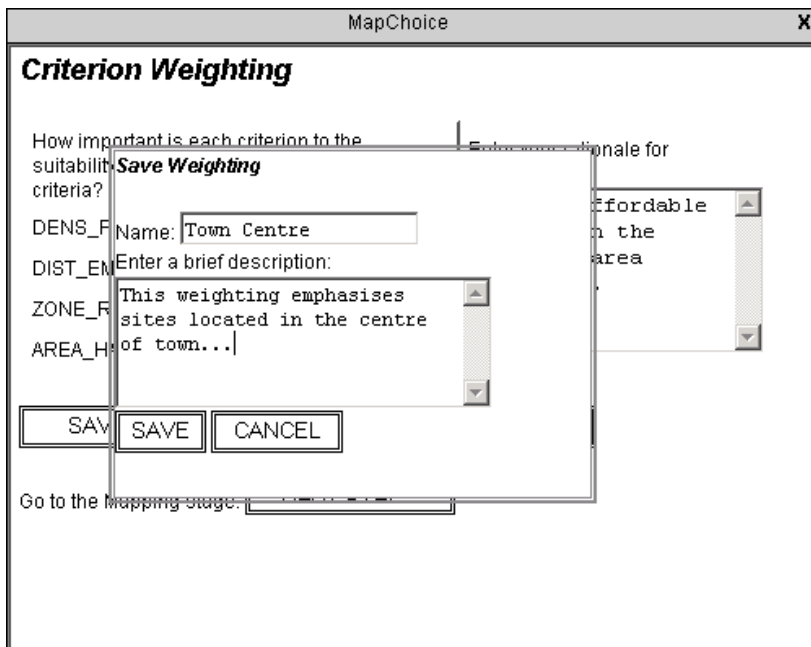 MapChoice X
Criterion Weighting
How important is each criterion to the
suitabilit
criteria?
rationale for
Save Weighting
DENS_F
Name: Town Centre
ffordable
n the
area
DIST_EM
Enter a brief description:
ZONE_R
This weighting emphasises
sites located in the centre
of town...
AREA_H
SAV
SAVE CANCEL
Go to the Mapping stage: